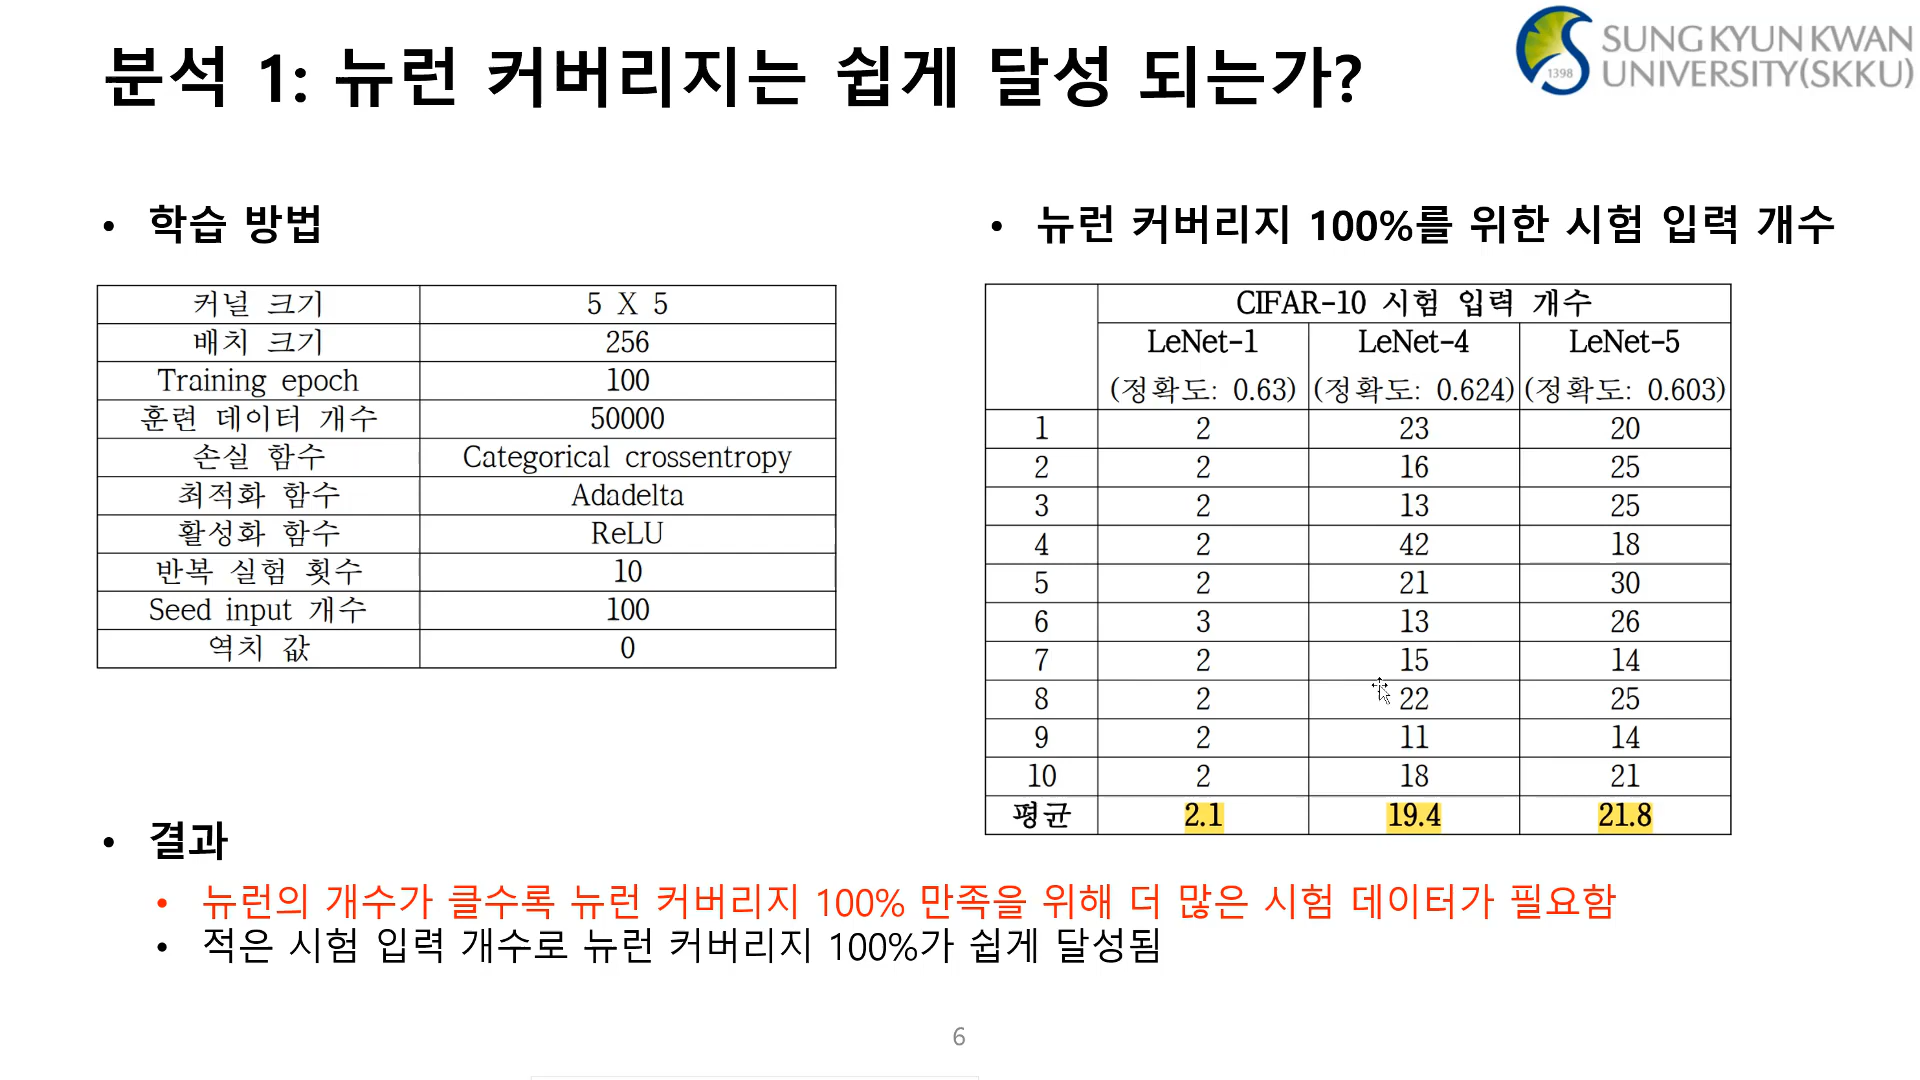 분석 1: 뉴런 커버리지는 쉽게 달성 되는가?
1398
SUNGKYUNKWAN
UNIVERSITY(SKKU)
• 학습 방법
커널 크기 5 X 5
배치 크기 256
Training epoch 100
훈련 데이터 개수 50000
손실 함수 Categorical crossentropy
최적화 함수 Adadelta
활성화 함수 ReLU
반복 실험 횟수 10
Seed input 개수 100
역치 값 0
• 뉴런 커버리지 100%를 위한 시험 입력 개수
CIFAR-10 시험 입력 개수
LeNet-1 LeNet-4 LeNet-5
(정확도: 0.63) (정확도: 0.624) (정확도: 0.603)
1 2 23 20
2 2 16 25
3 2 13 25
4 2 42 18
5 2 21 30
6 3 13 26
7 2 15 14
8 2 22 25
9 2 11 14
10 2 18 21
평균 2.1 19.4 21.8
• 결과
• 뉴런의 개수가 클수록 뉴런 커버리지 100% 만족을 위해 더 많은 시험 데이터가 필요함
• 적은 시험 입력 개수로 뉴런 커버리지 100%가 쉽게 달성됨
6